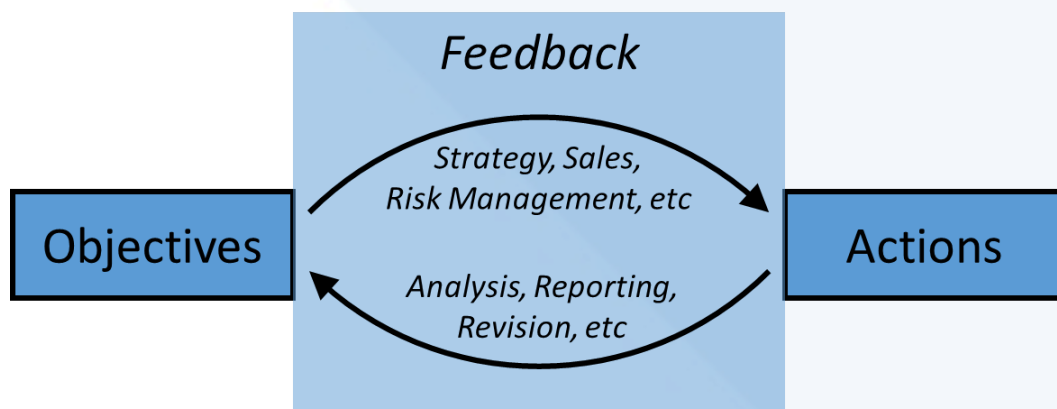 Feedback
Strategy, Sales,
Risk Management, etc
Objectives
Actions
Analysis, Reporting,
Revision, etc